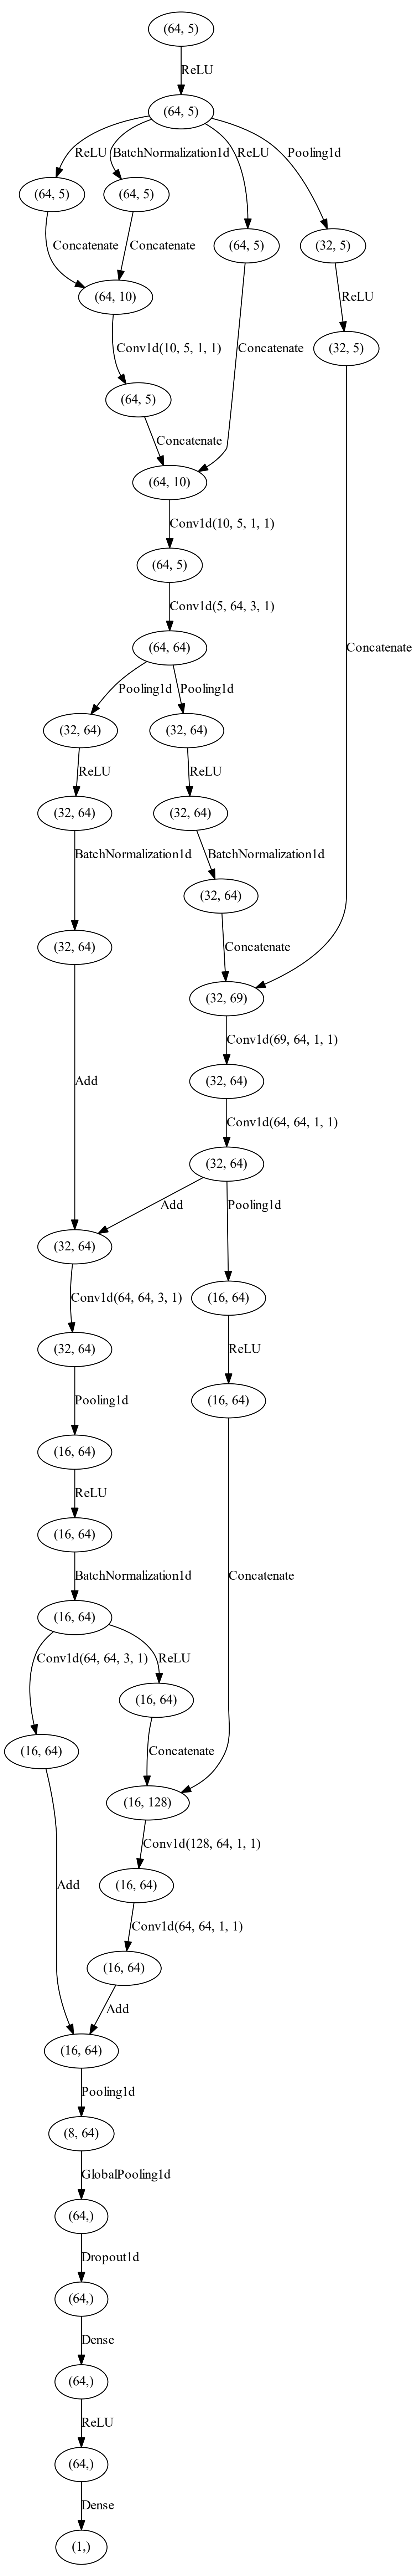 (64, 5)
ReLU
(64, 5)
ReLU BatchNormalization1d ReLU Pooling1d
(64, 5) (64, 5)
(64, 5) (32, 5)
Concatenate Concatenate
(64, 10)
ReLU
Conv1d(10, 5, 1, 1) Concatenate
(32, 5)
(64, 5)
Concatenate
(64, 10)
Conv1d(10, 5, 1, 1)
(64, 5)
Conv1d(5, 64, 3, 1)
(64, 64)
Concatenate
Pooling1d Pooling1d
(32, 64) (32, 64)
ReLU ReLU
(32, 64) (32, 64)
BatchNormalization1d BatchNormalization1d
(32, 64)
(32, 64)
Concatenate
(32, 69)
Conv1d(69, 64, 1, 1)
Add (32, 64)
Conv1d(64, 64, 1, 1)
(32, 64)
Add Pooling1d
(32, 64)
Conv1d(64, 64, 3, 1) (16, 64)
(32, 64) ReLU
Pooling1d (16, 64)
(16, 64)
ReLU
(16, 64)
BatchNormalization1d Concatenate
(16, 64)
Conv1d(64, 64, 3, 1) ReLU
(16, 64)
(16, 64) Concatenate
(16, 128)
Conv1d(128, 64, 1, 1)
Add (16, 64)
Conv1d(64, 64, 1, 1)
(16, 64)
Add
(16, 64)
Pooling1d
(8, 64)
GlobalPooling1d
(64,)
Dropout1d
(64,)
Dense
(64,)
ReLU
(64,)
Dense
(1,)